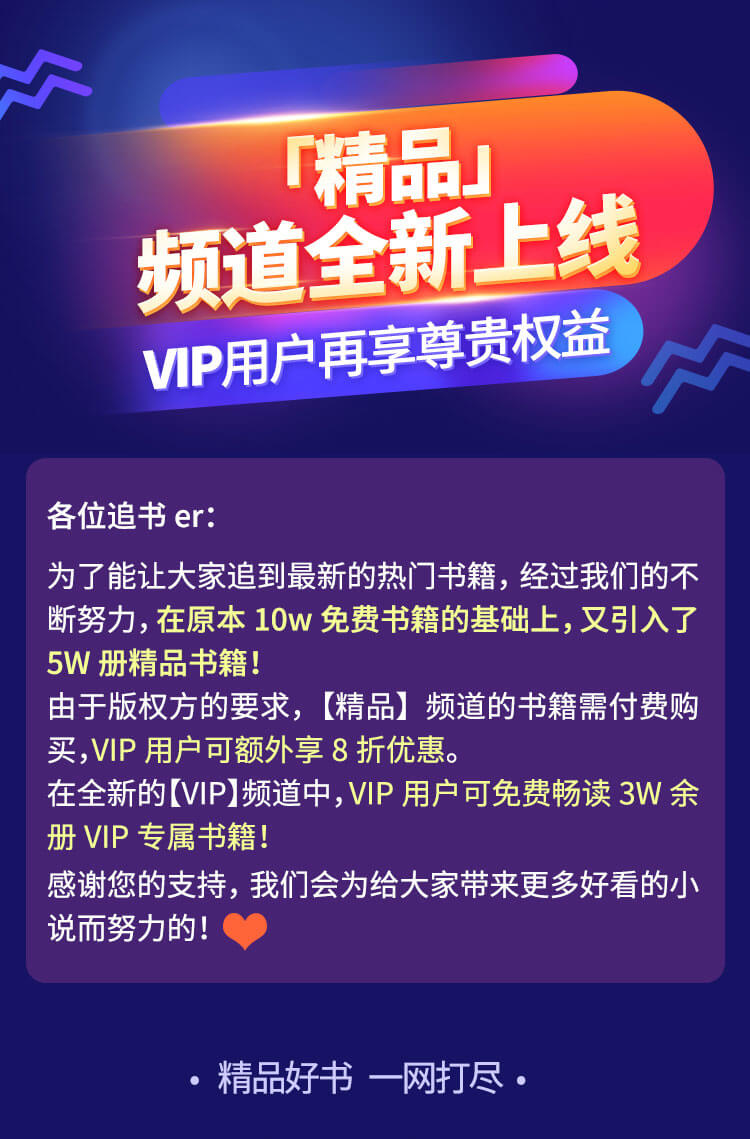 「精品」
频道全新上线
VIP用户再享尊贵权益
各位追书 er：
为了能让大家追到最新的热门书籍，经过我们的不
断努力，在原本 10w 免费书籍的基础上，又引入了
5W 册精品书籍！
由于版权方的要求，【精品】频道的书籍需付费购
买，VIP 用户可额外享 8 折优惠。
在全新的【VIP】频道中，VIP 用户可免费畅读 3W 余
册 VIP 专属书籍！
感谢您的支持，我们会为给大家带来更多好看的小
说而努力的！
• 精品好书 一网打尽 •